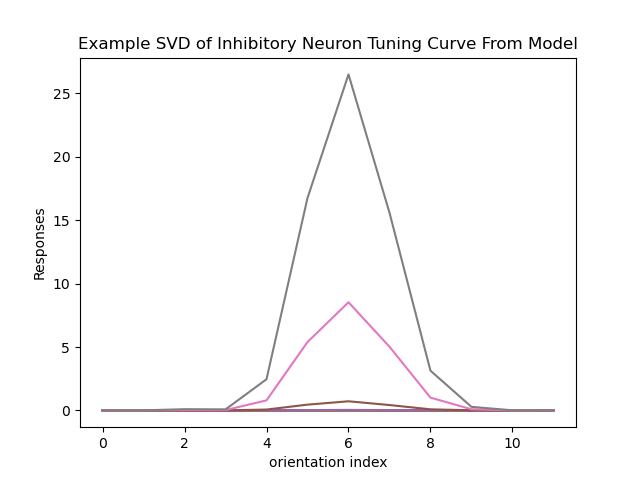 Example SVD of Inhibitory Neuron Tuning Curve From Model
25
20
15
10
5
0
Responses
0 2 4 6 8 10
orientation index